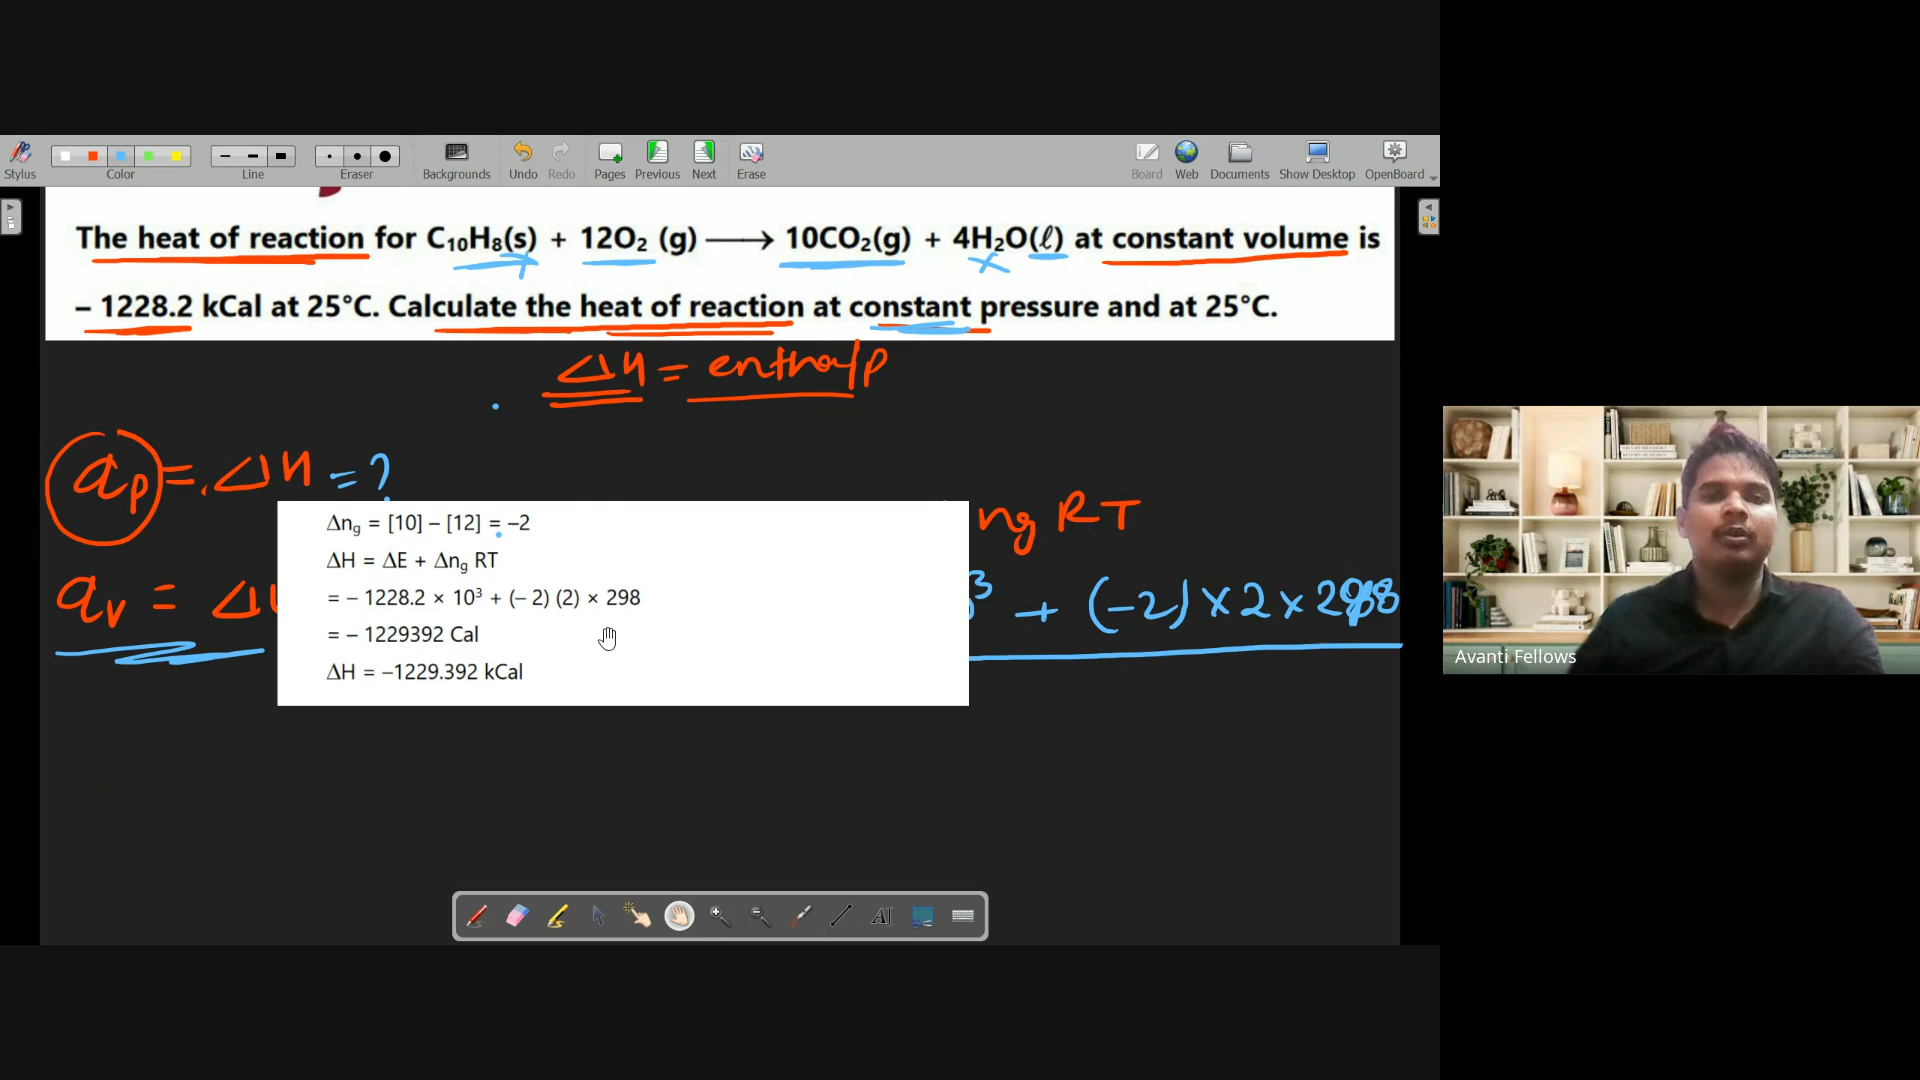 Stylus Color Line Eraser Backgrounds Undo Redo Pages Previous Next Erase Board Web Documents Show Desktop OpenBoard
The heat of reaction for C₁₀H₈(s) + 12O₂ (g) ⟶ 10CO₂(g) + 4H₂O(ℓ) at constant volume is
– 1228.2 kCal at 25°C. Calculate the heat of reaction at constant pressure and at 25°C.
ΔH = enthalp
qp = ΔH = ?
Δng = [10] – [12] = –2
ng RT
ΔH = ΔE + Δng RT
qv = Δ
= – 1228.2 × 10³ + (– 2) (2) × 298
³ + (-2) × 2 × 298
= – 1229392 Cal
ΔH = –1229.392 kCal
Avanti Fellows
AI